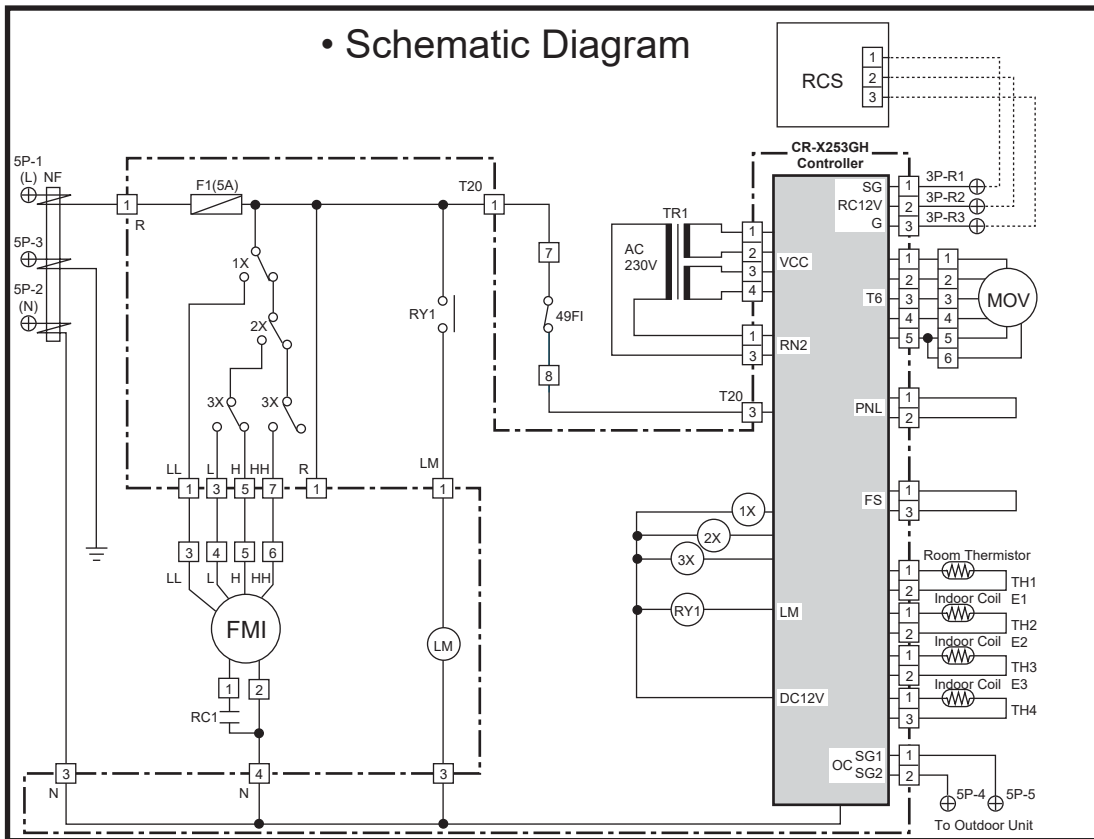 • Schematic Diagram
RCS
1
2
3
5P-1
(L)
NF
5P-3
5P-2
(N)
1
R
F1(5A)
T20
1
1X
2X
3X
3X
RY1
7
49FI
8
LL
L
H
HH
R
LM
1
3
5
7
1
1
3
4
5
6
LL
L
H
HH
FMI
1
2
RC1
LM
3
N
4
N
3
CR-X253GH
Controller
TR1
AC
230V
1
2
3
4
VCC
1
3
RN2
T20
3
1X
2X
3X
RY1
LM
DC12V
SG
1
3P-R1
RC12V
2
3P-R2
G
3
3P-R3
T6
1
2
3
4
5
1
2
3
4
5
6
MOV
PNL
1
2
FS
1
3
Room Thermistor
1
2
TH1
Indoor Coil E1
1
2
TH2
Indoor Coil E2
1
2
TH3
Indoor Coil E3
1
3
TH4
OC
SG1
SG2
1
2
5P-4
5P-5
To Outdoor Unit